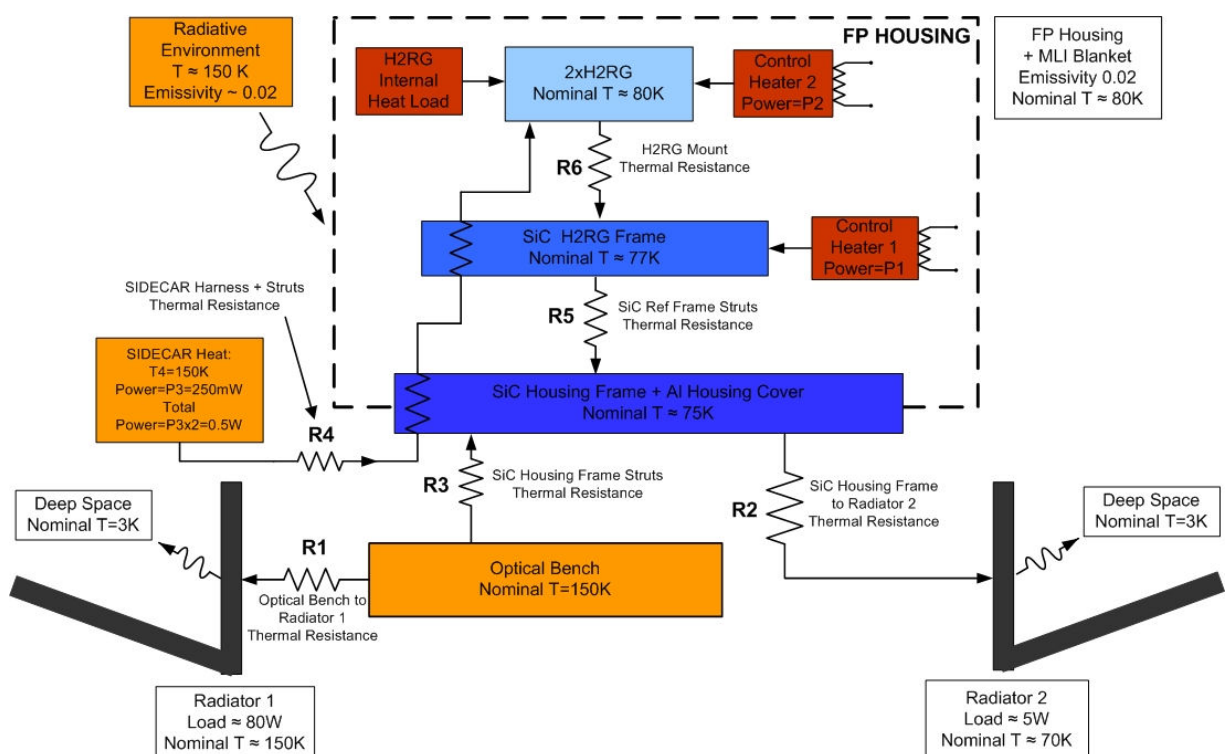 Radiative
Environment
T ≈ 150 K
Emissivity ~ 0.02
FP HOUSING
H2RG
Internal
Heat Load
2xH2RG
Nominal T ≈ 80K
Control
Heater 2
Power=P2
FP Housing
+ MLI Blanket
Emissivity 0.02
Nominal T ≈ 80K
R6
H2RG Mount
Thermal Resistance
SiC H2RG Frame
Nominal T ≈ 77K
Control
Heater 1
Power=P1
SIDECAR Harness + Struts
Thermal Resistance
R5
SiC Ref Frame Struts
Thermal Resistance
SIDECAR Heat:
T4=150K
Power=P3=250mW
Total
Power=P3x2=0.5W
SiC Housing Frame + Al Housing Cover
Nominal T ≈ 75K
R4
R3
SiC Housing Frame Struts
Thermal Resistance
R2
SiC Housing Frame
to Radiator 2
Thermal Resistance
Deep Space
Nominal T=3K
Deep Space
Nominal T=3K
R1
Optical Bench to
Radiator 1
Thermal Resistance
Optical Bench
Nominal T=150K
Radiator 1
Load ≈ 80W
Nominal T ≈ 150K
Radiator 2
Load ≈ 5W
Nominal T ≈ 70K